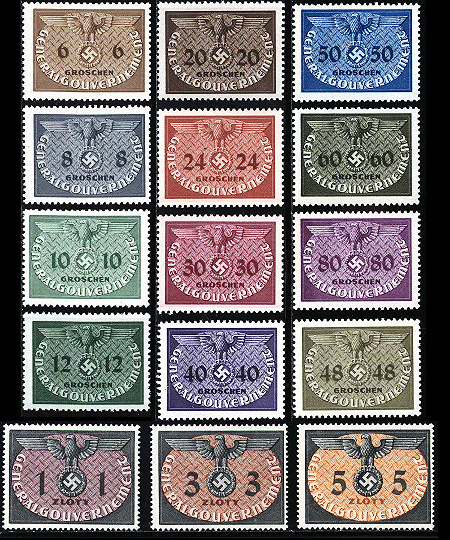 6 6
GROSCHEN
GENERALGOUVERNEMENT
20 20
GROSCHEN
GENERALGOUVERNEMENT
50 50
GROSCHEN
GENERALGOUVERNEMENT
8 8
GROSCHEN
GENERALGOUVERNEMENT
24 24
GROSCHEN
GENERALGOUVERNEMENT
60 60
GROSCHEN
GENERALGOUVERNEMENT
10 10
GROSCHEN
GENERALGOUVERNEMENT
30 30
GROSCHEN
GENERALGOUVERNEMENT
80 80
GROSCHEN
GENERALGOUVERNEMENT
12 12
GROSCHEN
GENERALGOUVERNEMENT
40 40
GROSCHEN
GENERALGOUVERNEMENT
48 48
GROSCHEN
GENERALGOUVERNEMENT
1 1
ZLOTY
GENERALGOUVERNEMENT
3 3
ZLOTY
GENERALGOUVERNEMENT
5 5
ZLOTY
GENERALGOUVERNEMENT